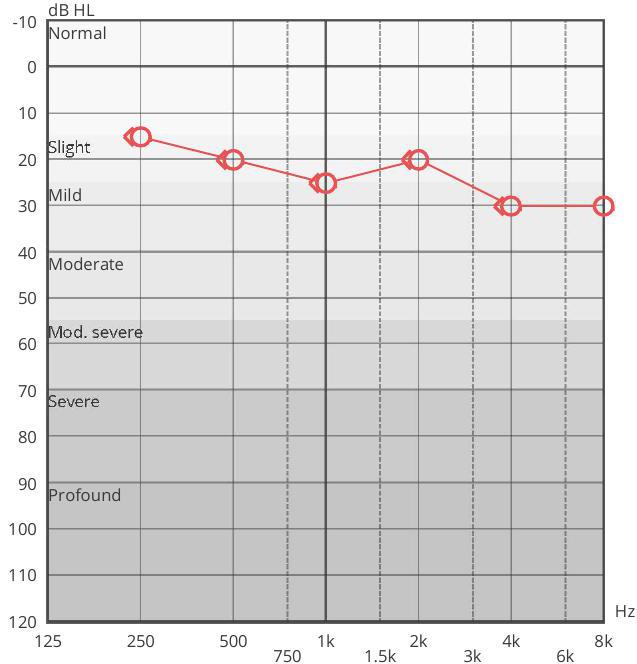 dB HL
-10
Normal
0
10
Slight
20
Mild
30
40
Moderate
50
Mod. severe
60
70
Severe
80
90
Profound
100
110
120
Hz
125 250 500 1k 2k 4k 8k
750 1.5k 3k 6k